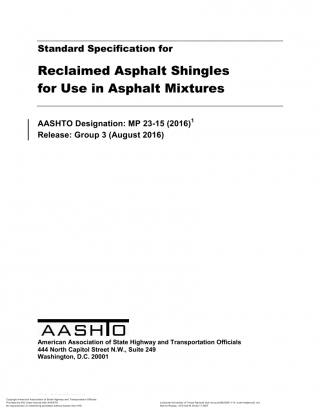 Standard Specification for
Reclaimed Asphalt Shingles
for Use in Asphalt Mixtures
AASHTO Designation: MP 23-15 (2016)1
Release: Group 3 (August 2016)
AASHTO
American Association of State Highway and Transportation Officials
444 North Capitol Street N.W., Suite 249
Washington, D.C. 20001